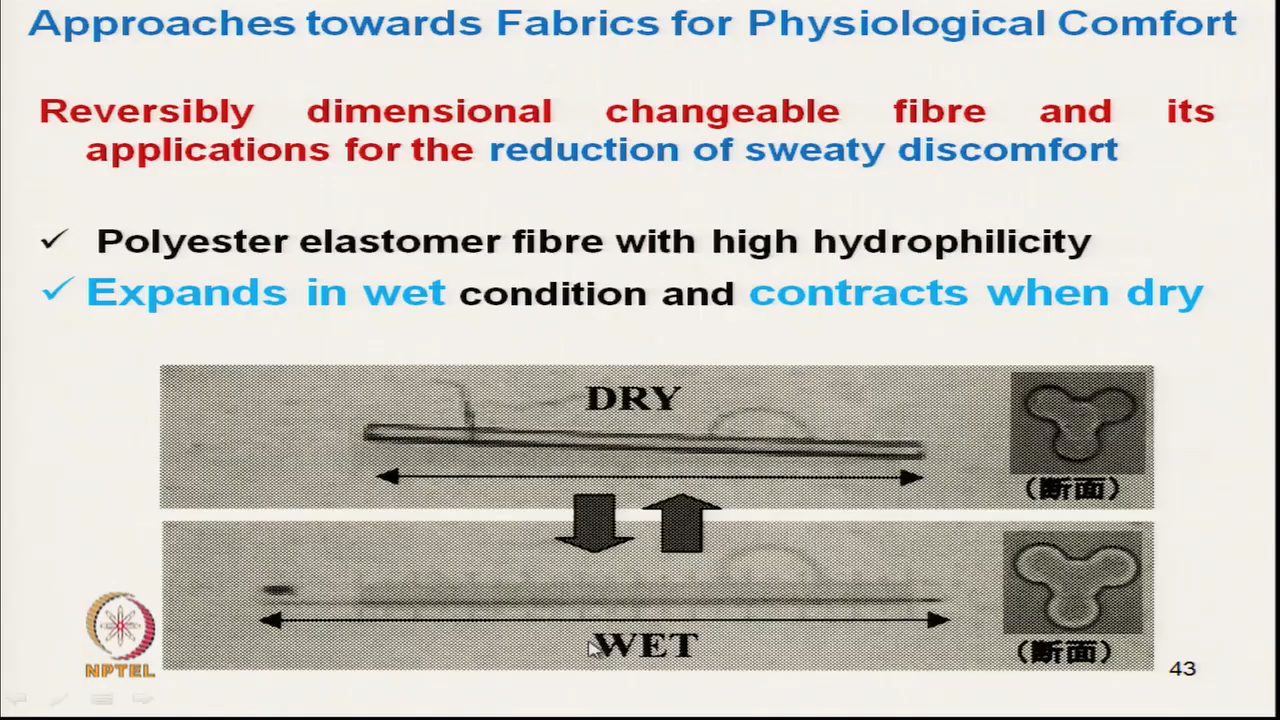 Approaches towards Fabrics for Physiological Comfort
Reversibly dimensional changeable fibre and its
applications for the reduction of sweaty discomfort
✓ Polyester elastomer fibre with high hydrophilicity
✓ Expands in wet condition and contracts when dry
DRY
(断面)
WET
(断面)
NPTEL
43